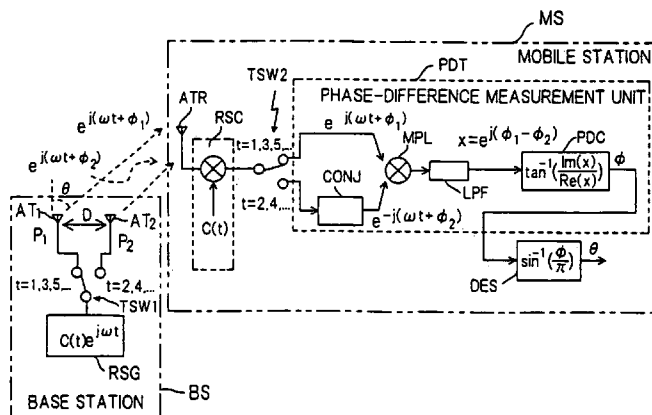 MS
MOBILE STATION
PDT
TSW2
PHASE-DIFFERENCE MEASUREMENT UNIT
ATR
RSC
e^{j(ωt+φ₁)}
e^{j(ωt+φ₁)}
MPL
x=e^{j(φ₁-φ₂)}
PDC
t=1,3,5,..
e^{j(ωt+φ₂)}
CONJ
LPF
tan⁻¹(Im(x)/Re(x))
φ
θ
AT₁
D
AT₂
C(t)
t=2,4,..
e^{-j(ωt+φ₂)}
P₁
P₂
sin⁻¹(φ/π)
θ
DES
t=1,3,5,..
t=2,4,..
TSW1
C(t)e^{jωt}
RSG
BASE STATION
BS